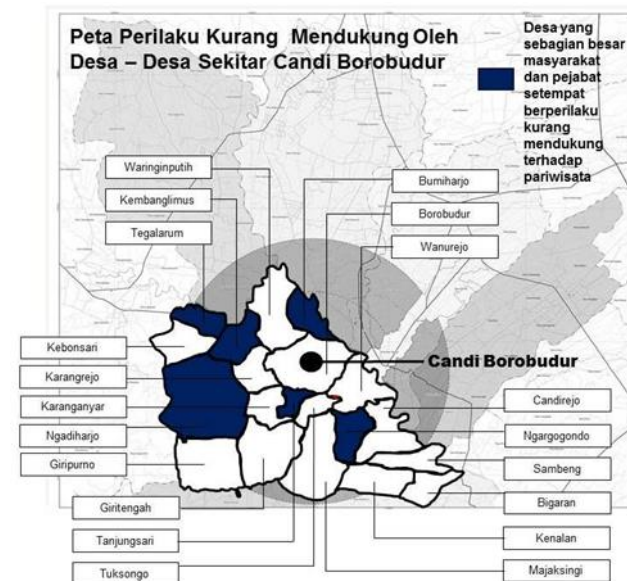 Peta Perilaku Kurang Mendukung Oleh
Desa – Desa Sekitar Candi Borobudur
Desa yang
sebagian besar
masyarakat
dan pejabat
setempat
berperilaku
kurang
mendukung
terhadap
pariwisata
Waringinputih
Kembanglimus
Tegalarum
Bumiharjo
Borobudur
Wanurejo
Kebonsari
Karangrejo
Karanganyar
Ngadiharjo
Giripurno
Candi Borobudur
Candirejo
Ngargogondo
Sambeng
Bigaran
Kenalan
Majaksingi
Giritengah
Tanjungsari
Tuksongo